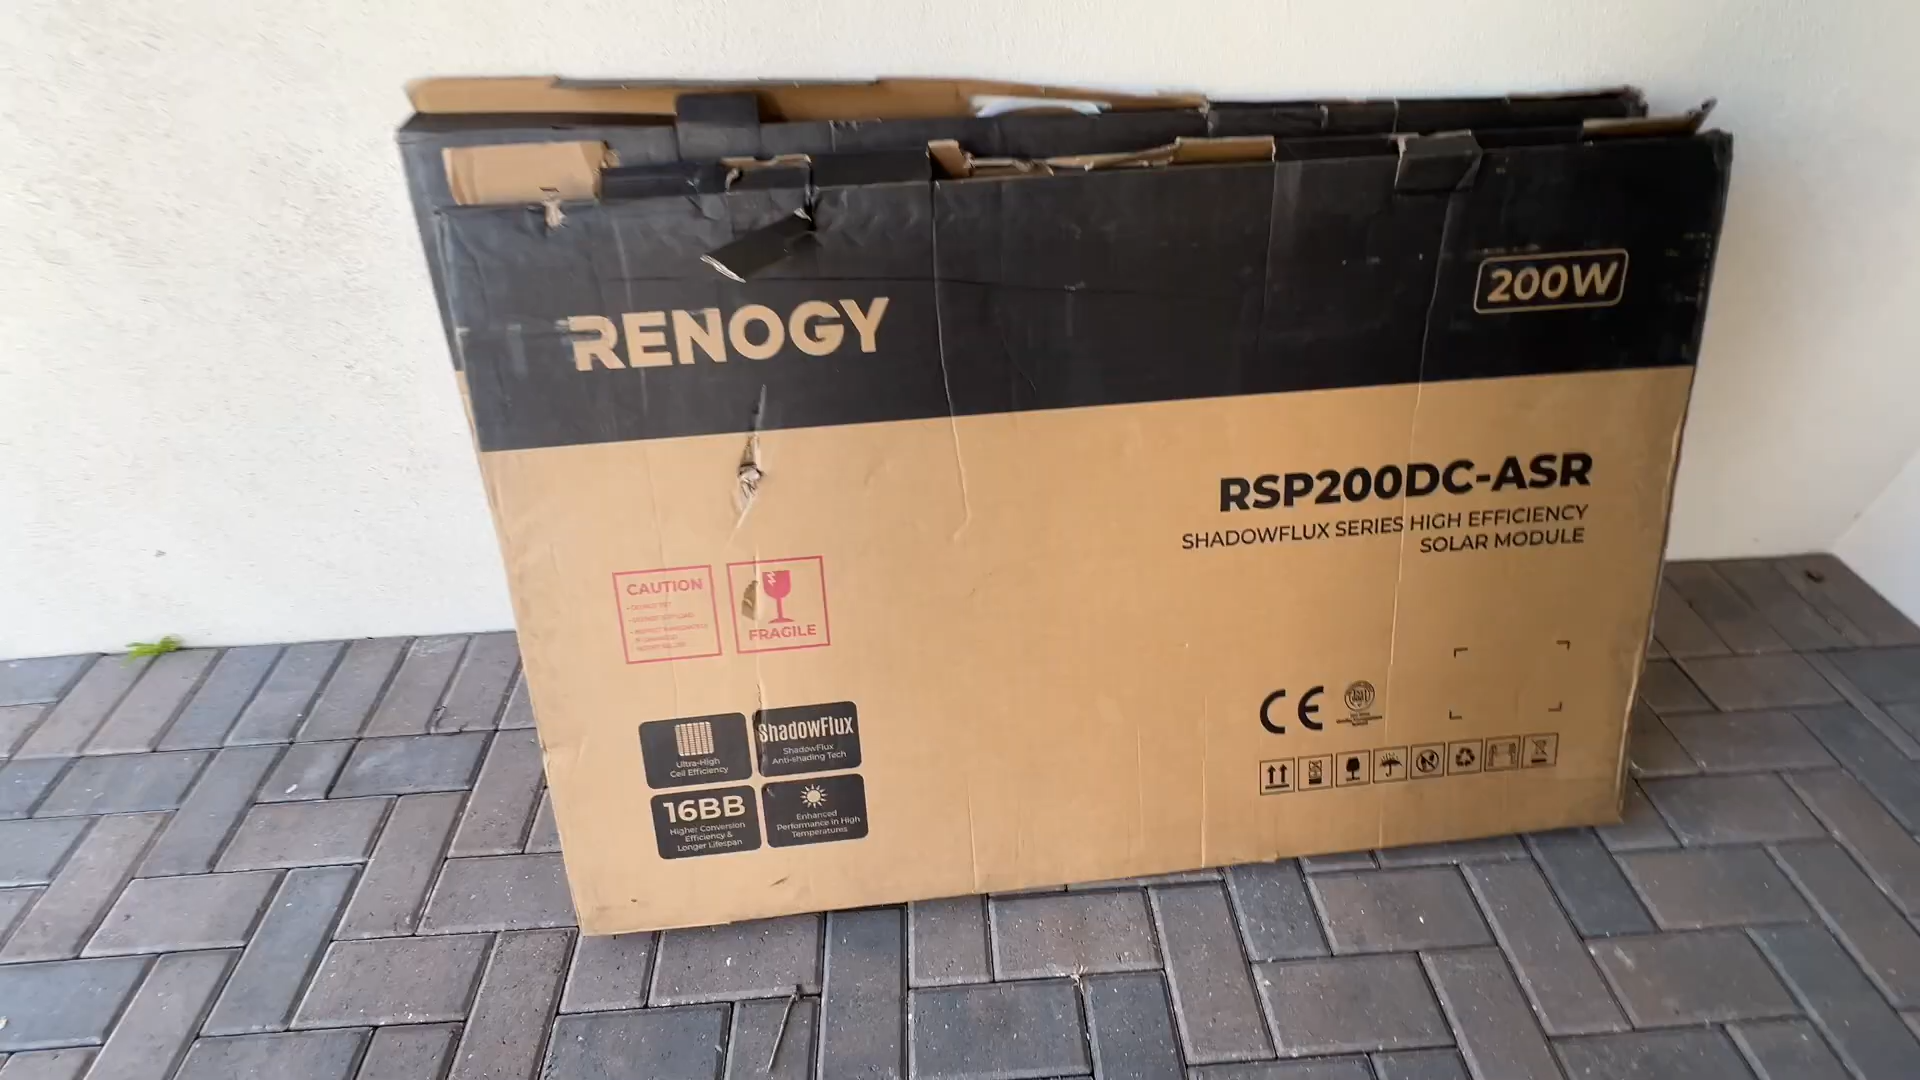 RENOGY
200W
RSP200DC-ASR
SHADOWFLUX SERIES HIGH EFFICIENCY
SOLAR MODULE
CAUTION
FRAGILE
Ultra-High
Cell Efficiency
ShadowFlux
ShadowFlux
Anti-shading Tech
16BB
Higher Conversion
Efficiency &
Longer Lifespan
Enhanced
Performance in High
Temperatures
CE